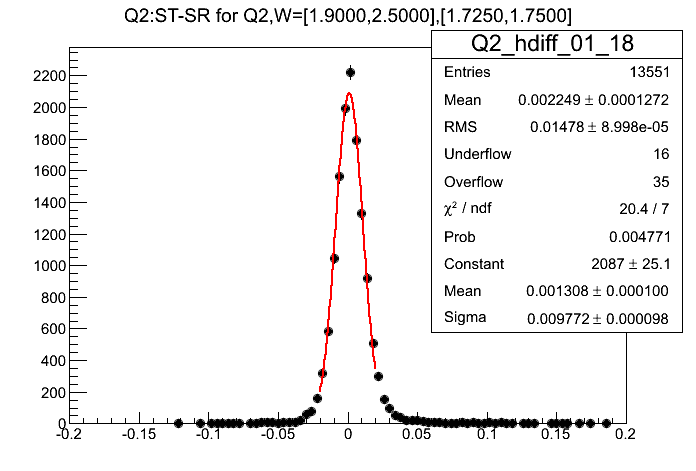 Q2:ST-SR for Q2,W=[1.9000,2.5000],[1.7250,1.7500]
Q2_hdiff_01_18
Entries 13551
Mean 0.002249 ± 0.0001272
RMS 0.01478 ± 8.998e-05
Underflow 16
Overflow 35
χ² / ndf 20.4 / 7
Prob 0.004771
Constant 2087 ± 25.1
Mean 0.001308 ± 0.000100
Sigma 0.009772 ± 0.000098
2200
2000
1800
1600
1400
1200
1000
800
600
400
200
0
-0.2 -0.15 -0.1 -0.05 0 0.05 0.1 0.15 0.2